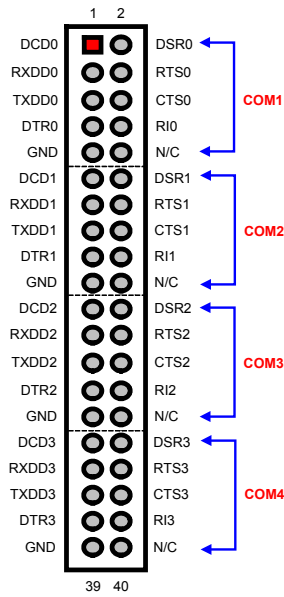 1 2
DCD0 DSR0
RXDD0 RTS0
TXDD0 CTS0
COM1
DTR0 RI0
GND N/C
DCD1 DSR1
RXDD1 RTS1
TXDD1 CTS1
COM2
DTR1 RI1
GND N/C
DCD2 DSR2
RXDD2 RTS2
TXDD2 CTS2
COM3
DTR2 RI2
GND N/C
DCD3 DSR3
RXDD3 RTS3
TXDD3 CTS3
COM4
DTR3 RI3
GND N/C
39 40